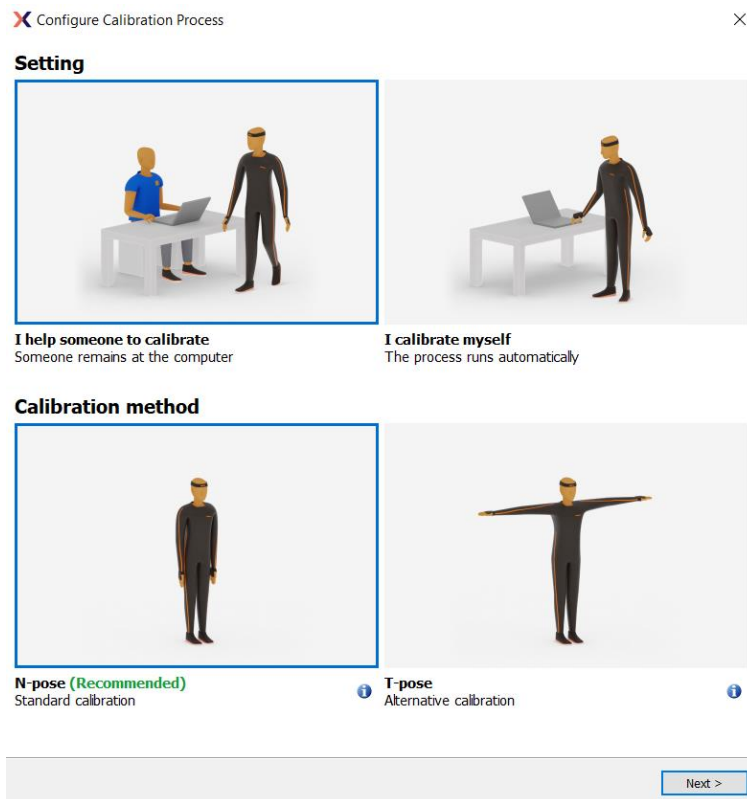 Configure Calibration Process
Setting
I help someone to calibrate
Someone remains at the computer
I calibrate myself
The process runs automatically
Calibration method
N-pose (Recommended)
Standard calibration
T-pose
Alternative calibration
Next >